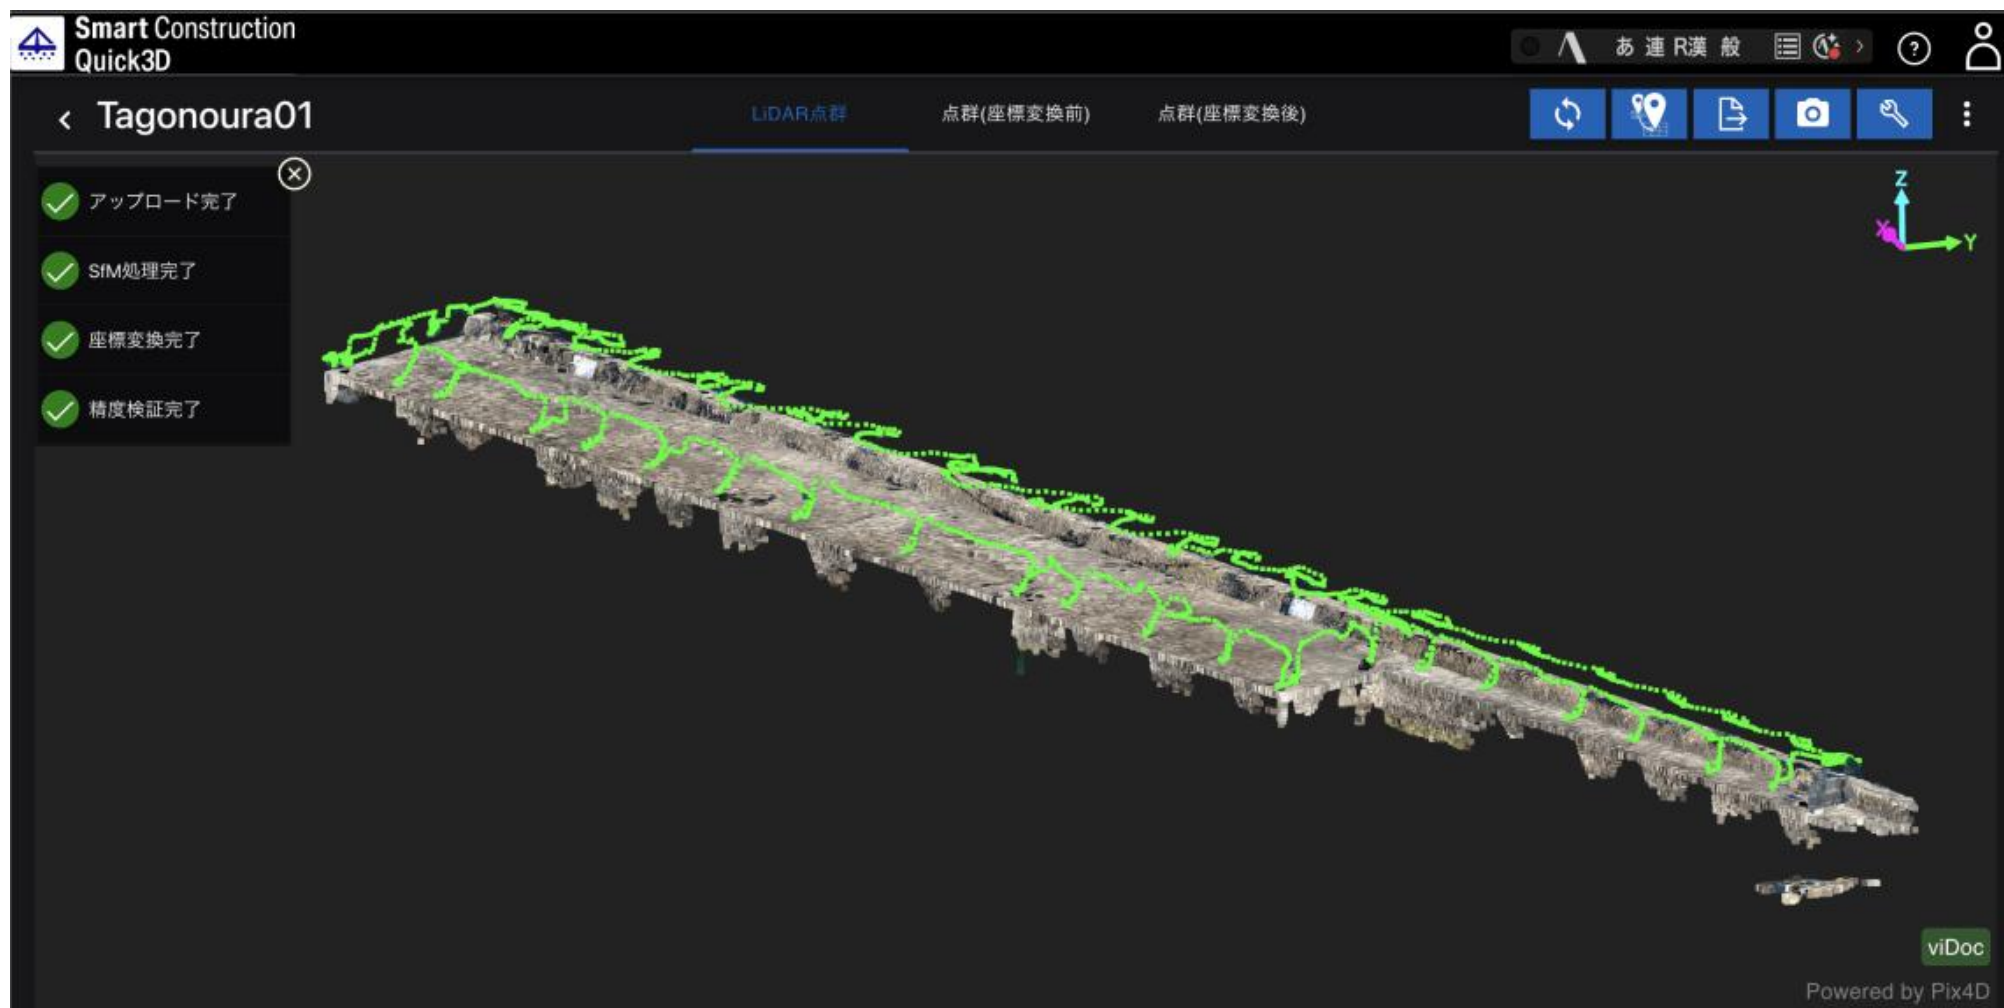 Smart Construction
Quick3D
あ 連 R漢 般
Tagonoura01
LiDAR点群
点群(座標変換前)
点群(座標変換後)
アップロード完了
SfM処理完了
座標変換完了
精度検証完了
Z
X
Y
viDoc
Powered by Pix4D